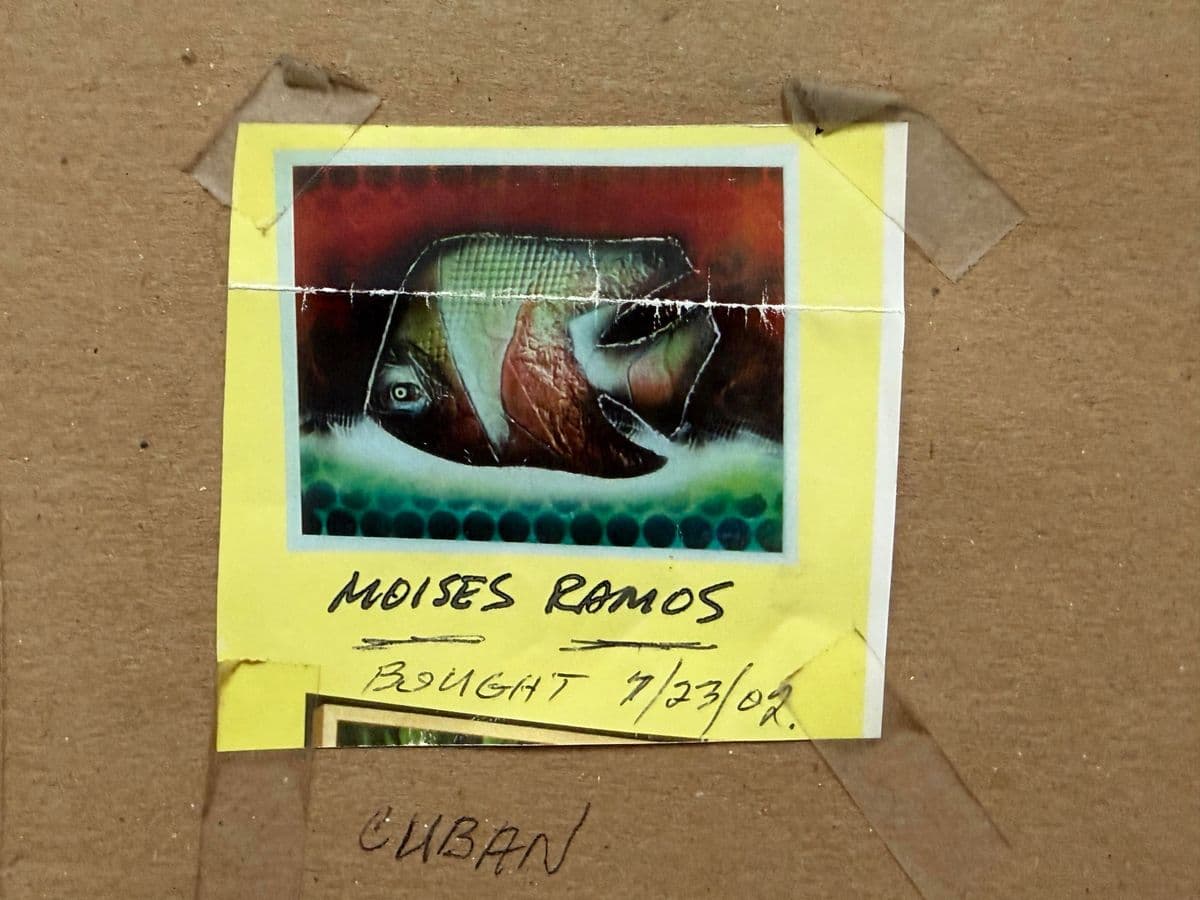 MOISES RAMOS
BOUGHT 7/23/02.
CUBAN